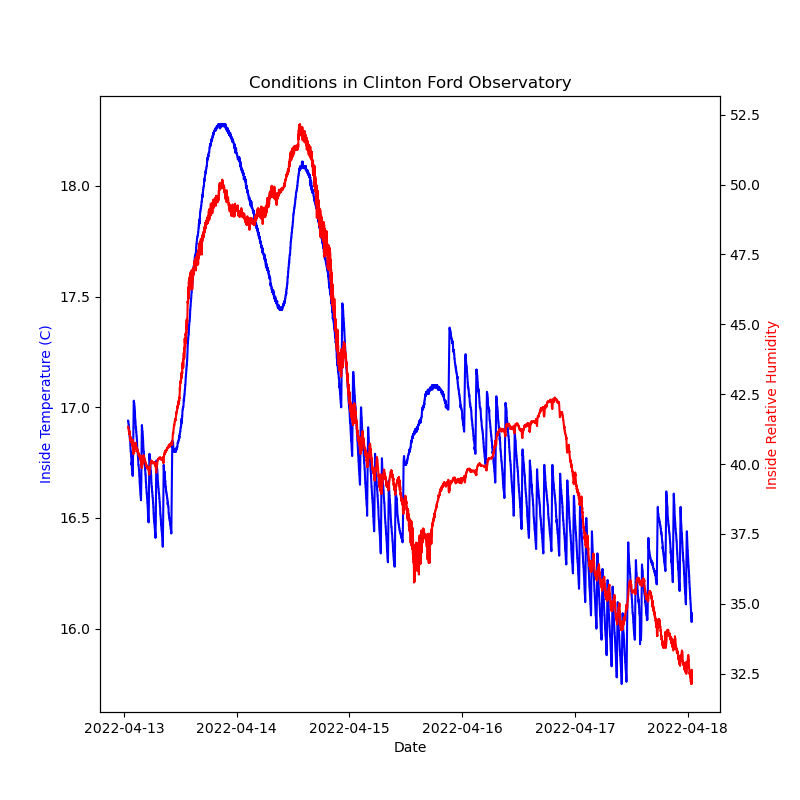 Conditions in Clinton Ford Observatory
Inside Temperature (C)
18.0
17.5
17.0
16.5
16.0
52.5
50.0
47.5
45.0
42.5
40.0
37.5
35.0
32.5
Inside Relative Humidity
2022-04-13 2022-04-14 2022-04-15 2022-04-16 2022-04-17 2022-04-18
Date